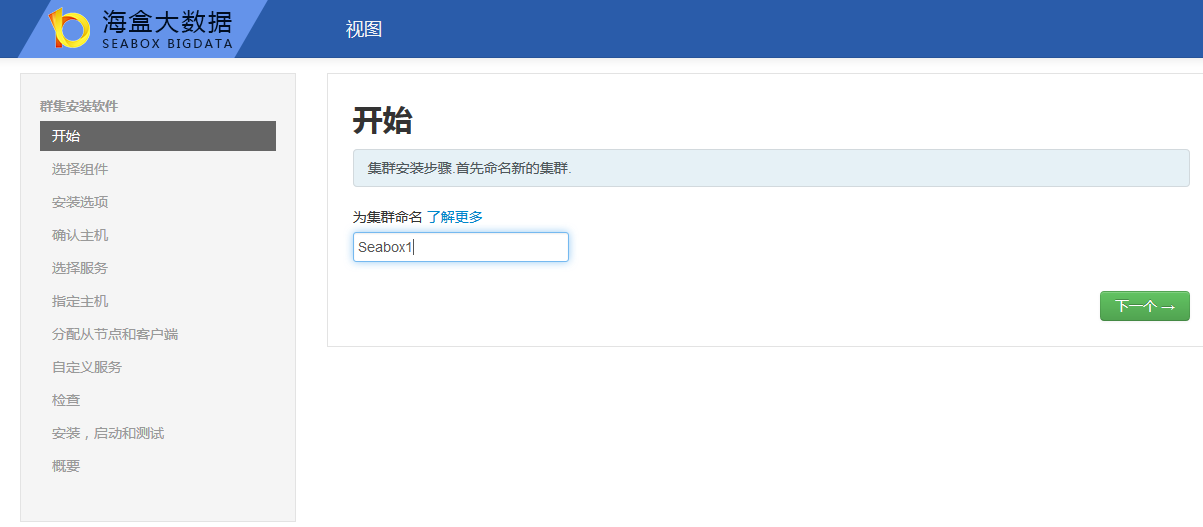 海盒大数据
SEABOX BIGDATA
视图
群集安装软件
开始
选择组件
安装选项
确认主机
选择服务
指定主机
分配从节点和客户端
自定义服务
检查
安装，启动和测试
概要
开始
集群安装步骤.首先命名新的集群.
为集群命名 了解更多
Seabox1
下一个 →